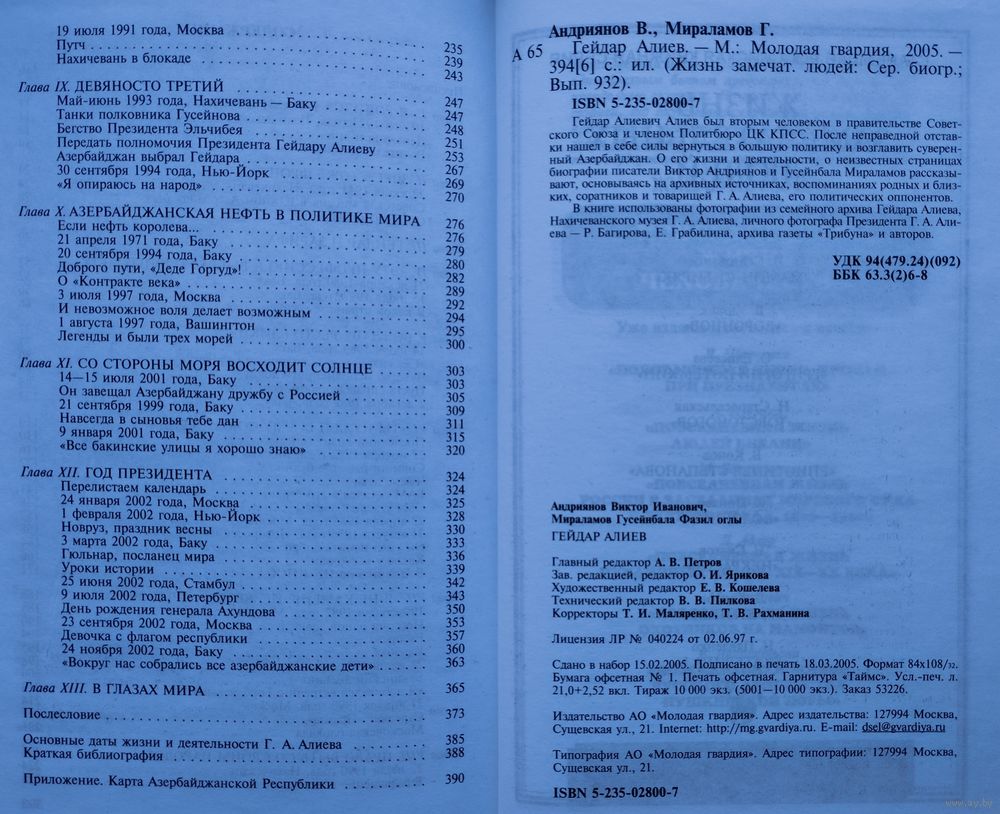 19 июля 1991 года, Москва 235
Путч 239
Нахичевань в блокаде 243
Глава IX. ДЕВЯНОСТО ТРЕТИЙ 247
Май-июнь 1993 года, Нахичевань — Баку 247
Танки полковника Гусейнова 248
Бегство Президента Эльчибея 251
Передать полномочия Президента Гейдару Алиеву 253
Азербайджан выбрал Гейдара 267
30 сентября 1994 года, Нью-Йорк 269
«Я опираюсь на народ» 270
Глава X. АЗЕРБАЙДЖАНСКАЯ НЕФТЬ В ПОЛИТИКЕ МИРА 276
Если нефть королева... 276
21 апреля 1971 года, Баку 279
20 сентября 1994 года, Баку 280
Доброго пути, «Деде Горгуд»! 282
О «Контракте века» 289
3 июля 1997 года, Москва 292
И невозможное воля делает возможным 294
1 августа 1997 года, Вашингтон 295
Легенды и были трех морей 300
Глава XI. СО СТОРОНЫ МОРЯ ВОСХОДИТ СОЛНЦЕ 303
14—15 июля 2001 года, Баку 303
Он завещал Азербайджану дружбу с Россией 305
21 сентября 1999 года, Баку 309
Навсегда в сыновья тебе дан 311
9 января 2001 года, Баку 315
«Все бакинские улицы я хорошо знаю» 320
Глава XII. ГОД ПРЕЗИДЕНТА 324
Перелистаем календарь 324
24 января 2002 года, Москва 325
1 февраля 2002 года, Нью-Йорк 328
Новруз, праздник весны 330
3 марта 2002 года, Баку 333
Гюльнар, посланец мира 336
Уроки истории 339
25 июня 2002 года, Стамбул 342
9 июля 2002 года, Петербург 343
День рождения генерала Ахундова 350
23 сентября 2002 года, Москва 353
Девочка с флагом республики 357
24 ноября 2002 года, Баку 360
«Вокруг нас собрались все азербайджанские дети» 363
Глава XIII. В ГЛАЗАХ МИРА 365
Послесловие 373
Основные даты жизни и деятельности Г. А. Алиева 385
Краткая библиография 388
Приложение. Карта Азербайджанской Республики 390
Андриянов В., Мираламов Г.
А 65 Гейдар Алиев. — М.: Молодая гвардия, 2005. —
394[6] с.: ил. (Жизнь замечат. людей: Сер. биогр.;
Вып. 932).
ISBN 5-235-02800-7
Гейдар Алиевич Алиев был вторым человеком в правительстве Совет-
ского Союза и членом Политбюро ЦК КПСС. После неправедной отстав-
ки нашел в себе силы вернуться в большую политику и возглавить суверен-
ный Азербайджан. О его жизни и деятельности, о неизвестных страницах
биографии писатели Виктор Андриянов и Гусейнбала Мираламов рассказы-
вают, основываясь на архивных источниках, воспоминаниях родных и близ-
ких, соратников и товарищей Г. А. Алиева, его политических оппонентов.
В книге использованы фотографии из семейного архива Гейдара Алиева,
Нахичеванского музея Г. А. Алиева, личного фотографа Президента Г. А. Али-
ева — Р. Багирова, Е. Грабилина, архива газеты «Трибуна» и авторов.
УДК 94(479.24)(092)
ББК 63.3(2)6-8
Андриянов Виктор Иванович,
Мираламов Гусейнбала Фазил оглы
ГЕЙДАР АЛИЕВ
Главный редактор А. В. Петров
Зав. редакцией, редактор О. И. Ярикова
Художественный редактор Е. В. Кошелева
Технический редактор В. В. Пилкова
Корректоры Т. И. Маляренко, Т. В. Рахманина
Лицензия ЛР № 040224 от 02.06.97 г.
Сдано в набор 15.02.2005. Подписано в печать 18.03.2005. Формат 84х108/32.
Бумага офсетная № 1. Печать офсетная. Гарнитура «Таймс». Усл.-печ. л.
21,0+2,52 вкл. Тираж 10 000 экз. (5001—10 000 экз.). Заказ 53226.
Издательство АО «Молодая гвардия». Адрес издательства: 127994 Москва,
Сущевская ул., 21. Internet: http://mg.gvardiya.ru. E-mail: dsel@gvardiya.ru
Типография АО «Молодая гвардия». Адрес типографии: 127994 Москва,
Сущевская ул., 21.
ISBN 5-235-02800-7
www.ay.by